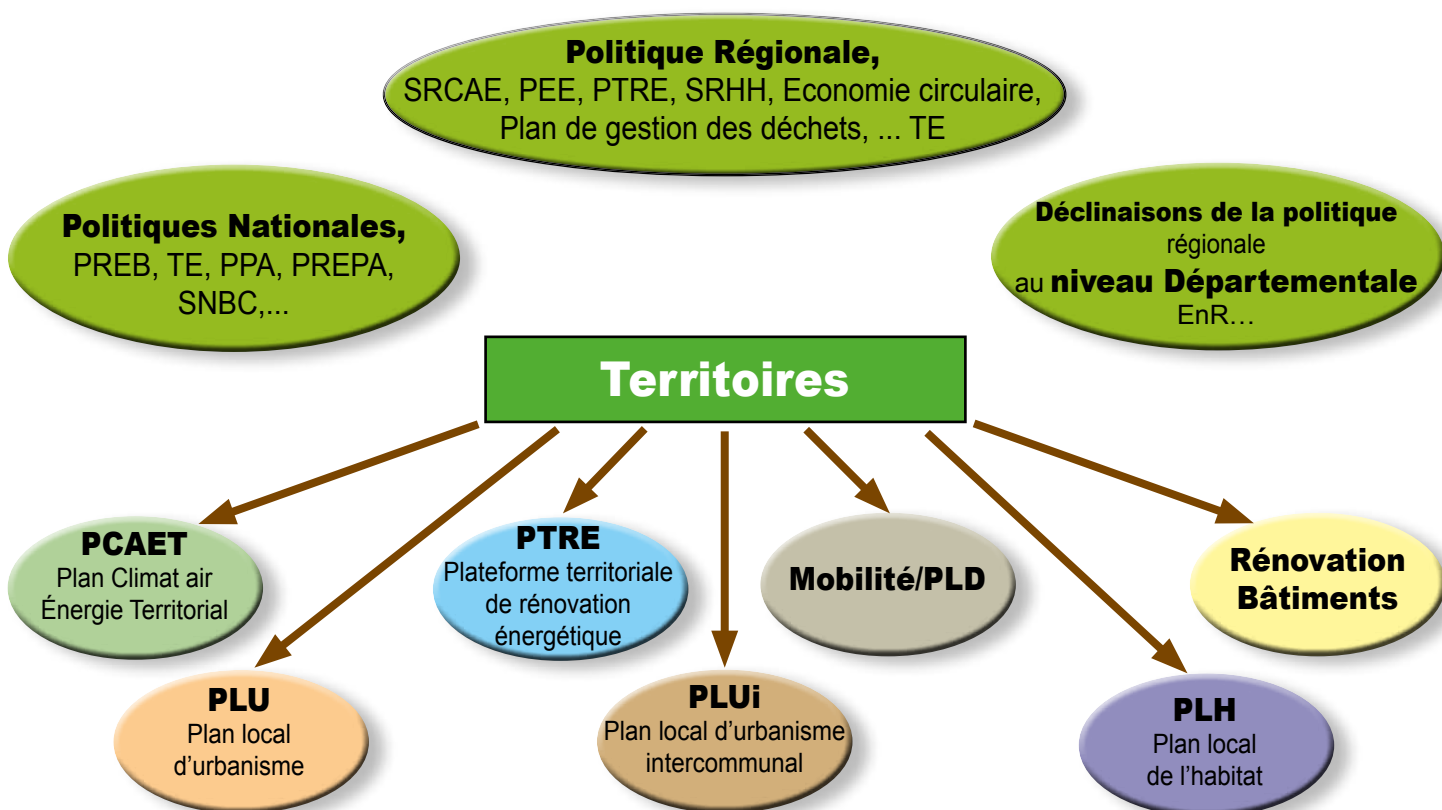 Politique Régionale,
SRCAE, PEE, PTRE, SRHH, Economie circulaire,
Plan de gestion des déchets, ... TE
Politiques Nationales,
PREB, TE, PPA, PREPA,
SNBC,...
Déclinaisons de la politique
régionale
au niveau Départementale
EnR…
Territoires
PCAET
Plan Climat air
Énergie Territorial
PTRE
Plateforme territoriale
de rénovation
énergétique
Mobilité/PLD
Rénovation
Bâtiments
PLU
Plan local
d’urbanisme
PLUi
Plan local d’urbanisme
intercommunal
PLH
Plan local
de l’habitat